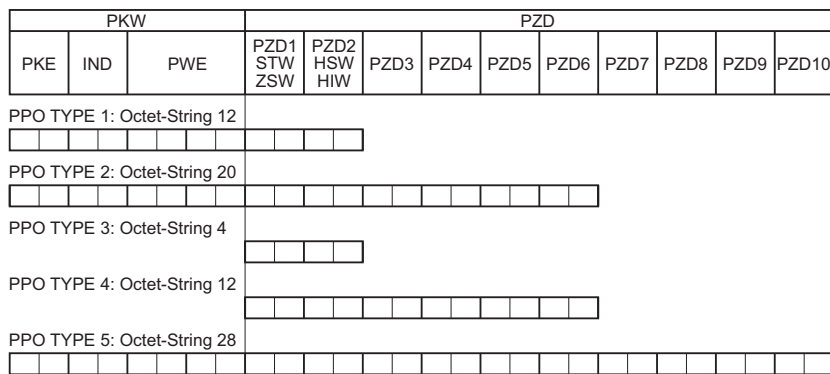 PKW PZD
PKE IND PWE PZD1 STW ZSW PZD2 HSW HIW PZD3 PZD4 PZD5 PZD6 PZD7 PZD8 PZD9 PZD10
PPO TYPE 1: Octet-String 12
PPO TYPE 2: Octet-String 20
PPO TYPE 3: Octet-String 4
PPO TYPE 4: Octet-String 12
PPO TYPE 5: Octet-String 28